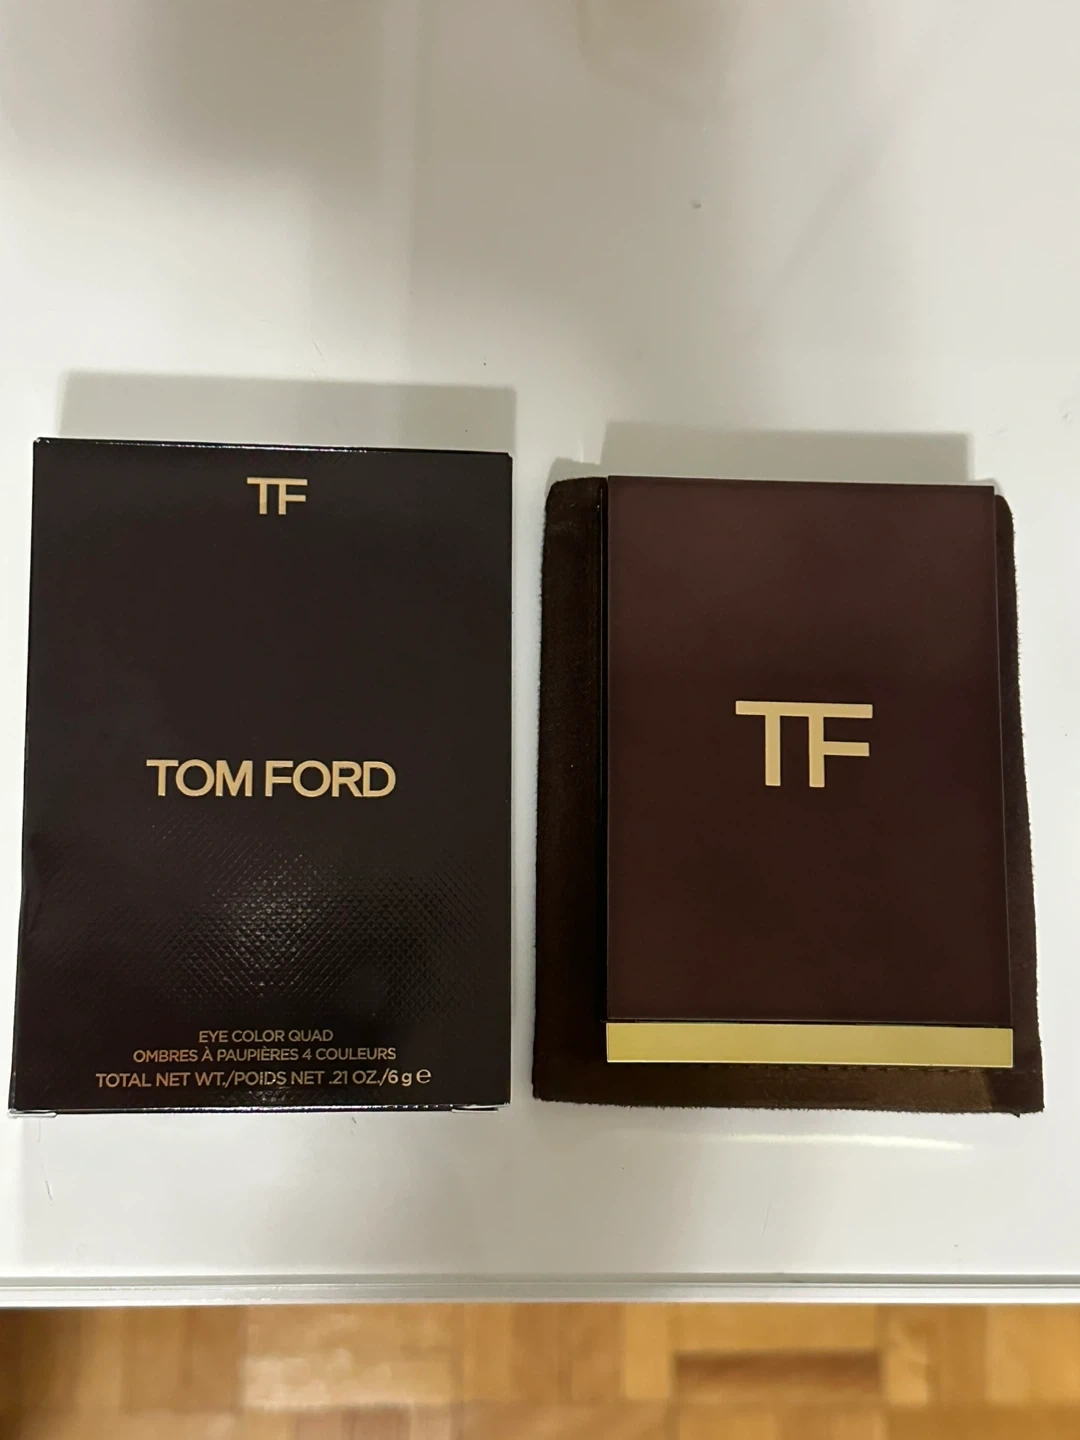 TF
TOM FORD
EYE COLOR QUAD
OMBRES À PAUPIÈRES 4 COULEURS
TOTAL NET WT./POIDS NET .21 OZ./6 g ℮
TF